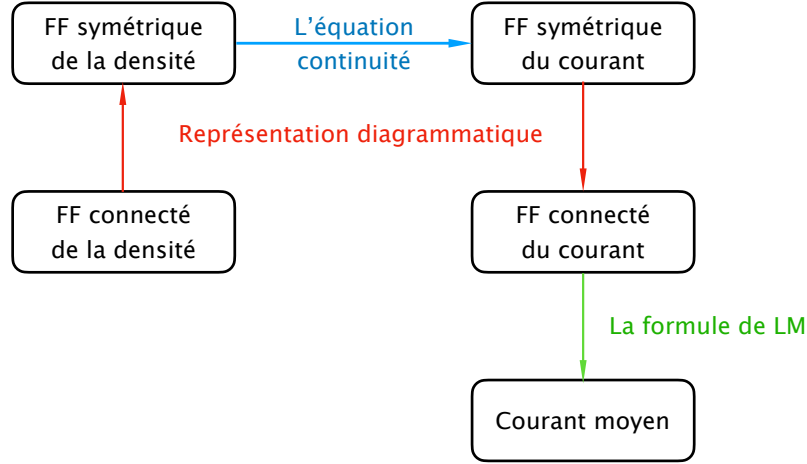 FF symétrique
de la densité
L'équation
continuité
FF symétrique
du courant
Représentation diagrammatique
FF connecté
de la densité
FF connecté
du courant
La formule de LM
Courant moyen